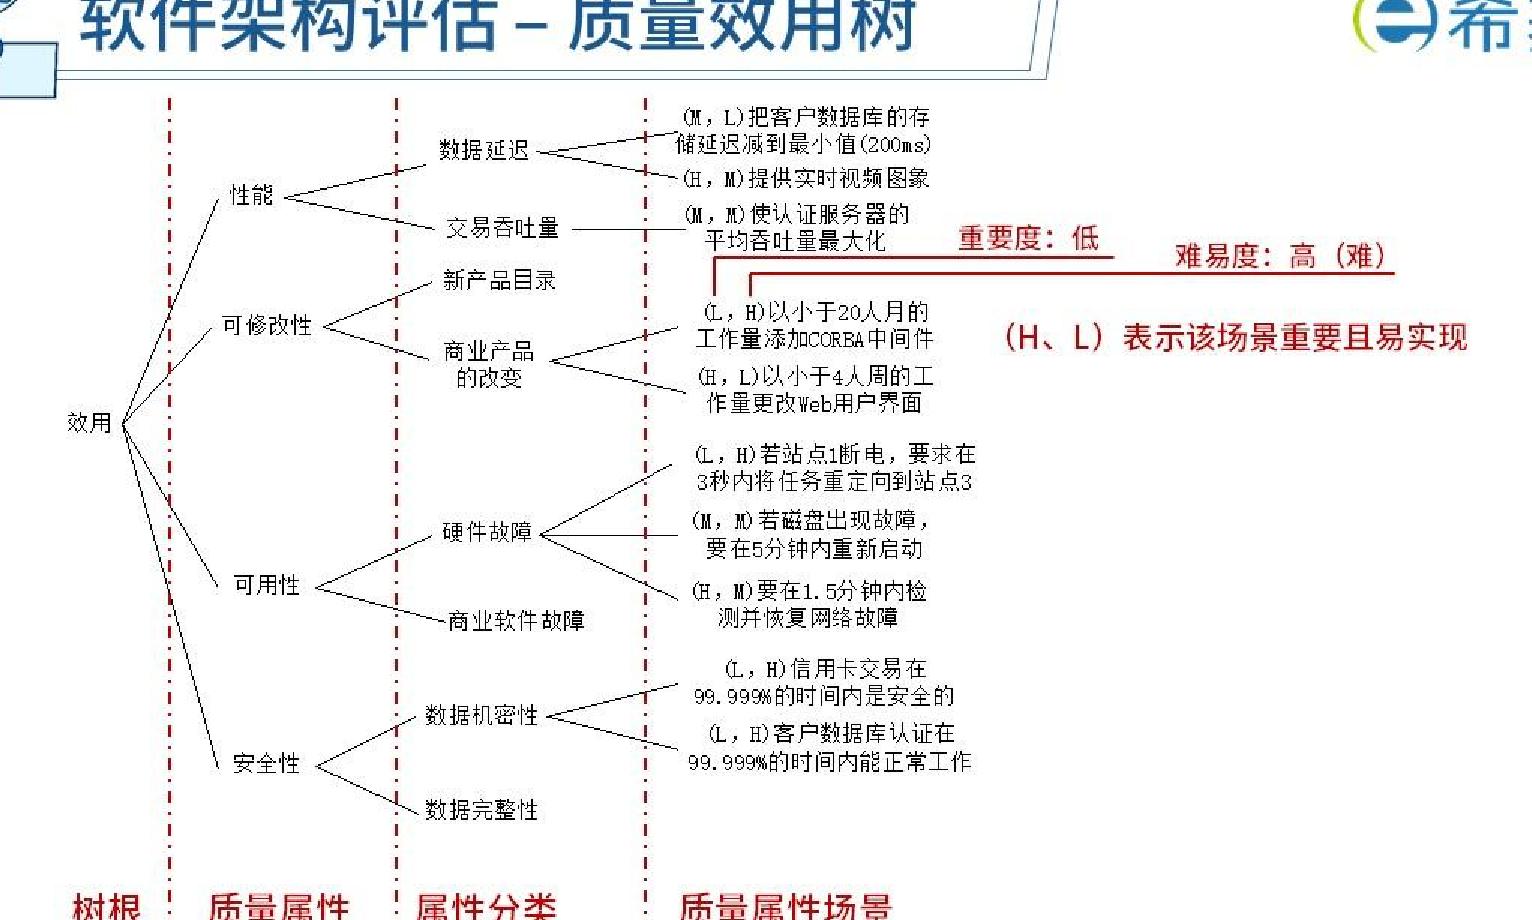 软件架构评估 – 质量效用树
希
(M, L)把客户数据库的存
储延迟减到最小值(200ms)
数据延迟
(H, M)提供实时视频图象
性能
(M, M)使认证服务器的
交易吞吐量
平均吞吐量最大化
重要度：低
难易度：高（难）
新产品目录
(L, H)以小于20人月的
工作量添加CORBA中间件
可修改性
（H、L）表示该场景重要且易实现
商业产品
的改变
(H, L)以小于4人周的工
作量更改Web用户界面
效用
(L, H)若站点1断电，要求在
3秒内将任务重定向到站点3
(M, M)若磁盘出现故障，
要在5分钟内重新启动
硬件故障
可用性
(H, M)要在1.5分钟内检
测并恢复网络故障
商业软件故障
(L, H)信用卡交易在
99.999%的时间内是安全的
数据机密性
(L, H)客户数据库认证在
99.999%的时间内能正常工作
安全性
数据完整性
树根
质量属性
属性分类
质量属性场景